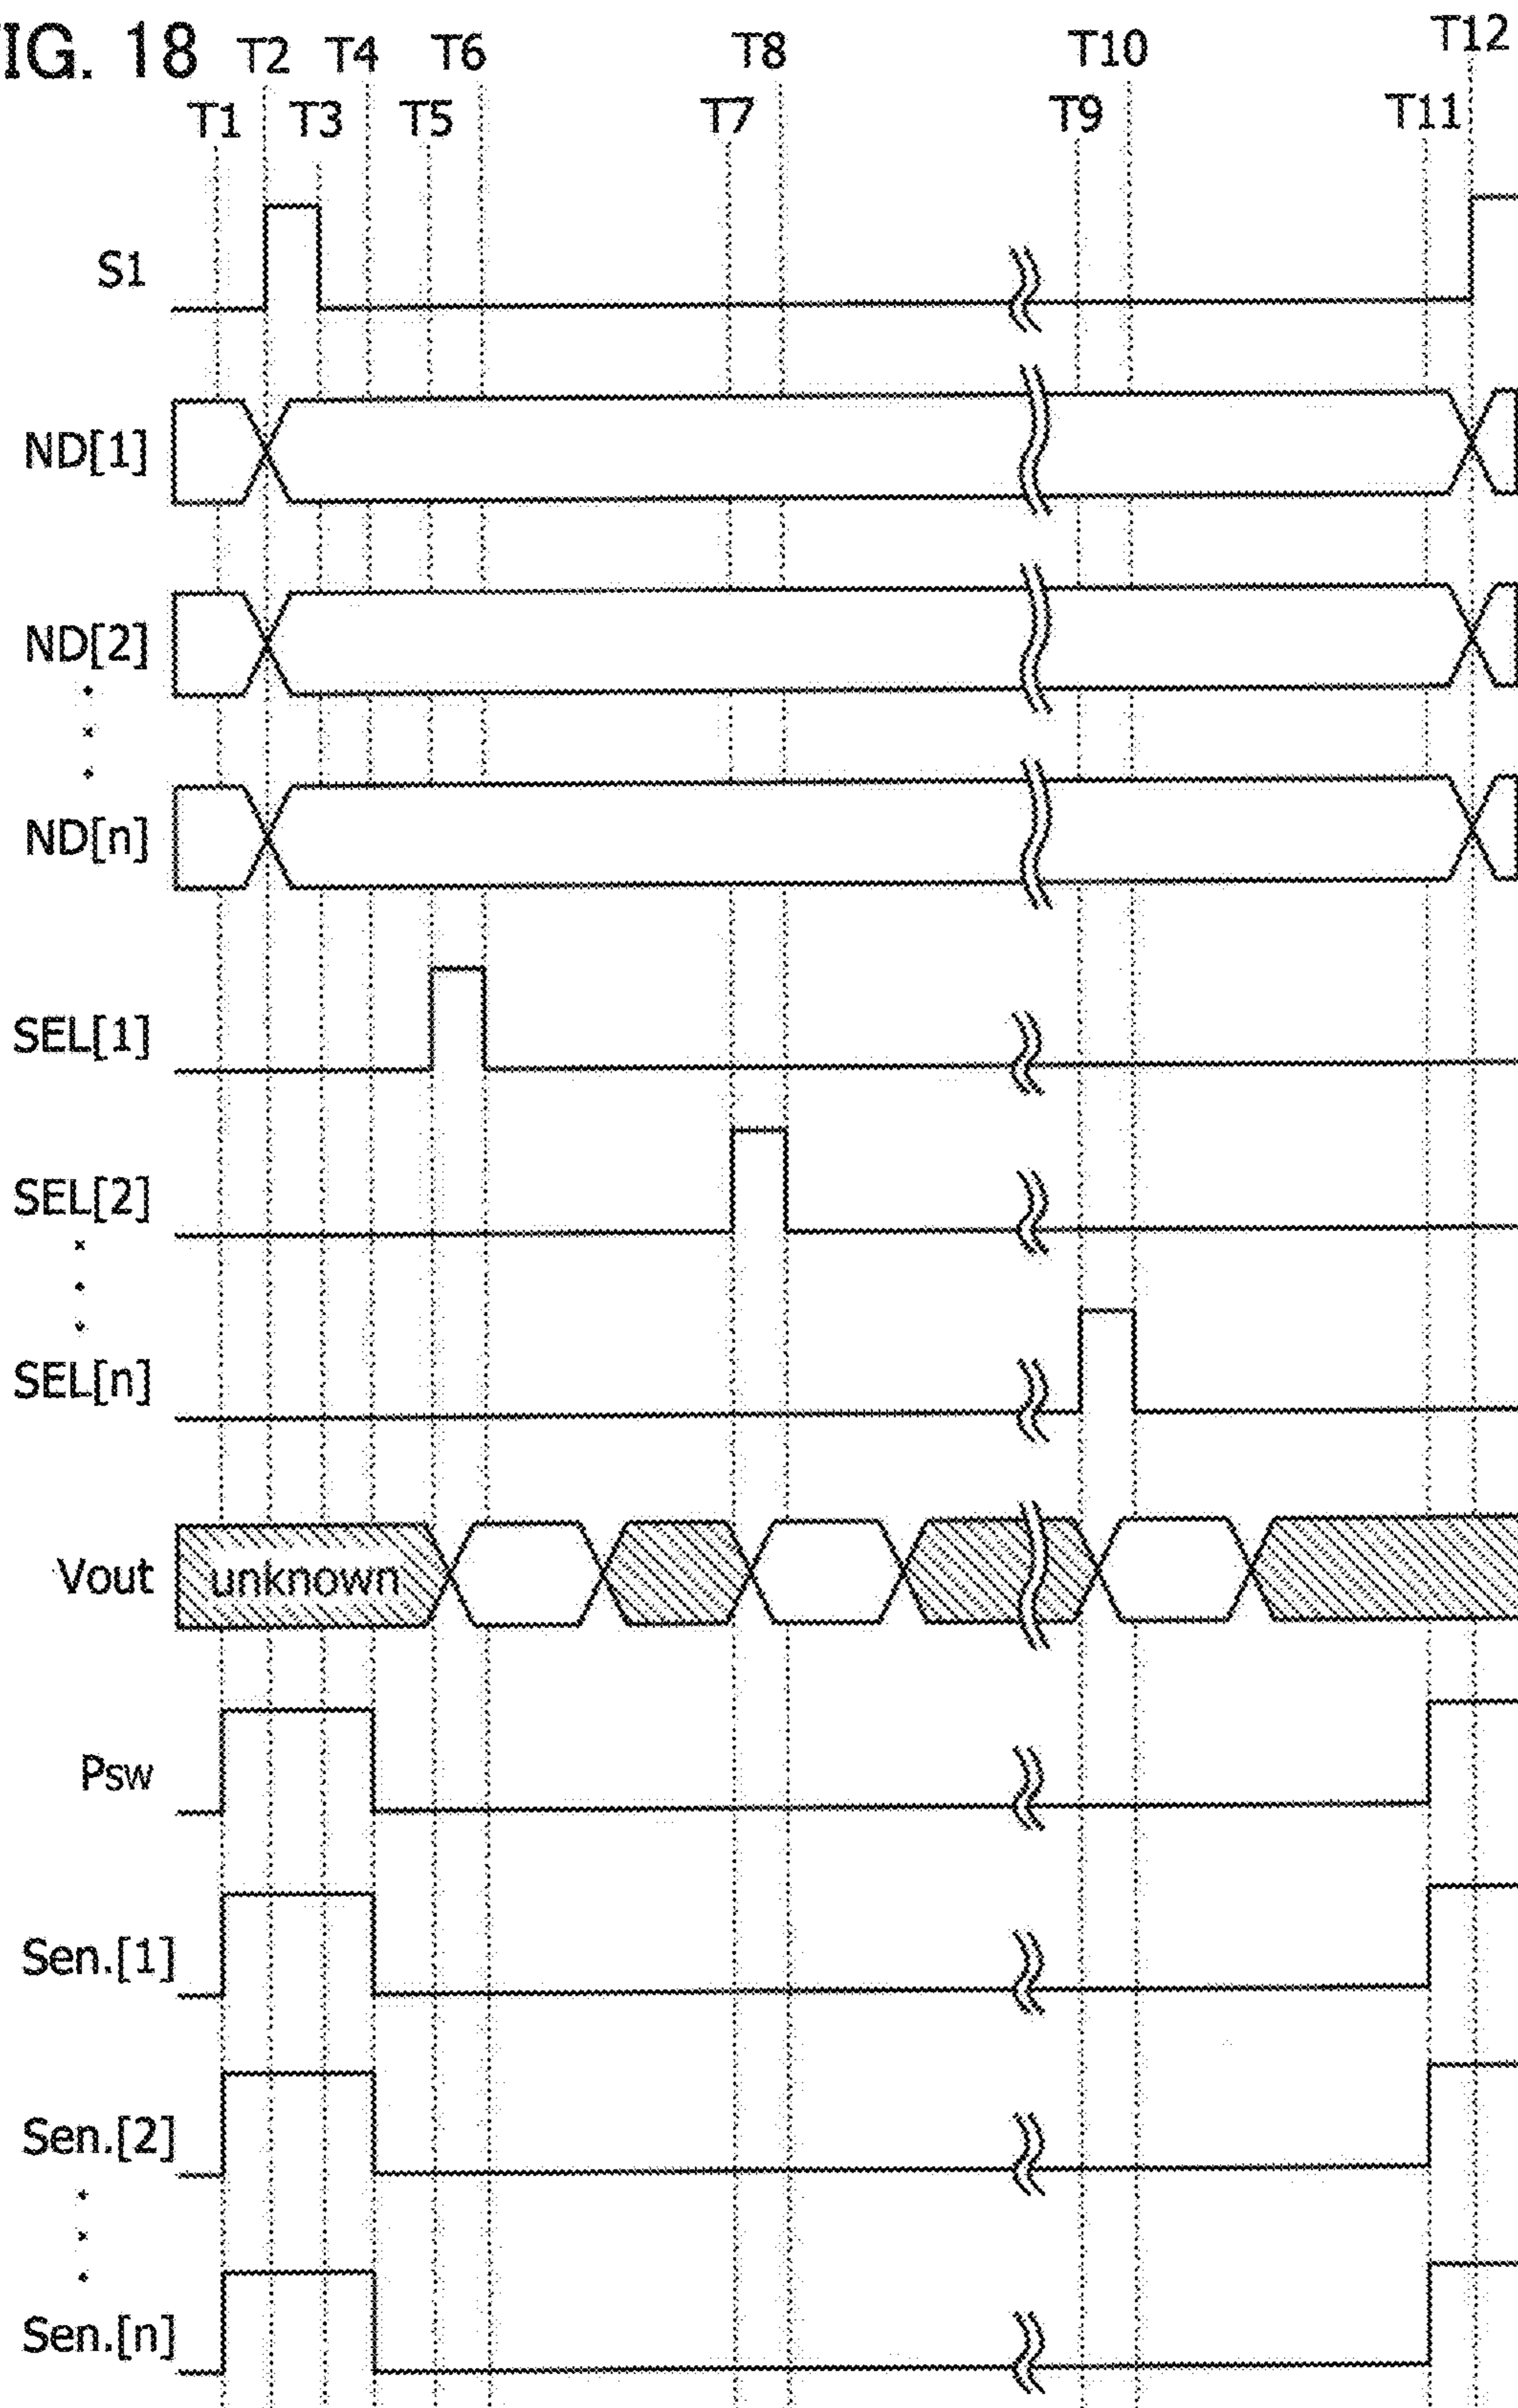 IG. 18
T2 T4 T6 T8 T10 T12
T1 T3 T5 T7 T9 T11
S1
ND[1]
ND[2]
ND[n]
SEL[1]
SEL[2]
SEL[n]
Vout unknown
Psw
Sen.[1]
Sen.[2]
Sen.[n]